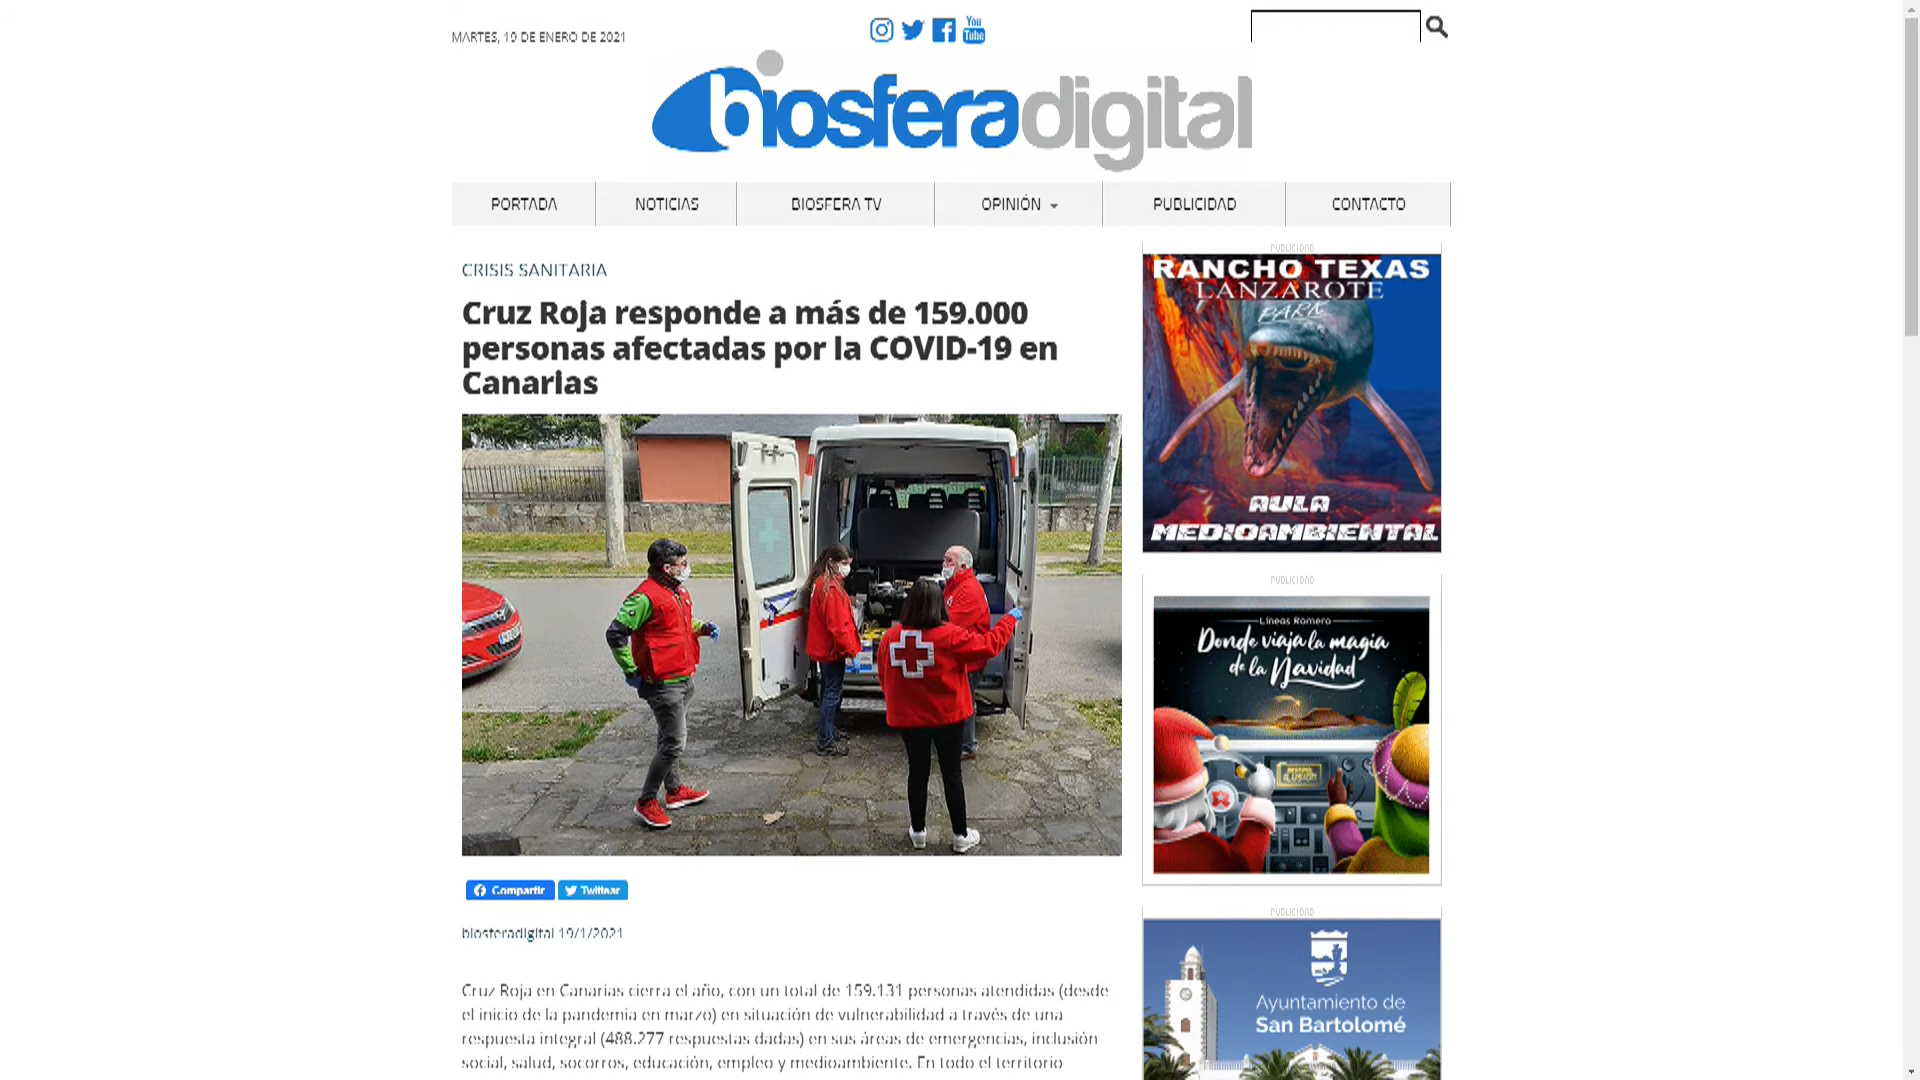 MARTES, 19 DE ENERO DE 2021
You
Tube
biosferadigital
PORTADA
NOTICIAS
BIOSFERA TV
OPINIÓN
PUBLICIDAD
CONTACTO
CRISIS SANITARIA
Cruz Roja responde a más de 159.000
personas afectadas por la COVID-19 en
Canarias
Compartir
Twittear
biosferadigital 19/1/2021
Cruz Roja en Canarias cierra el año, con un total de 159.131 personas atendidas (desde
el inicio de la pandemia en marzo) en situación de vulnerabilidad a través de una
respuesta integral (488.277 respuestas dadas) en sus áreas de emergencias, inclusión
social, salud, socorros, educación, empleo y medioambiente. En todo el territorio
PUBLICIDAD
RANCHO TEXAS
LANZAROTE
PARK
AULA
MEDIOAMBIENTAL
PUBLICIDAD
Líneas Romero
Donde viaja la magia
de la Navidad
PUBLICIDAD
Ayuntamiento de
San Bartolomé